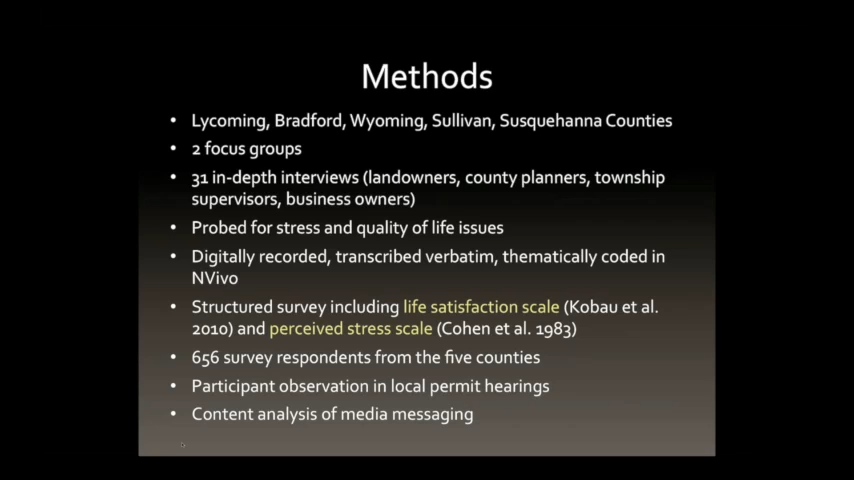 Methods
• Lycoming, Bradford, Wyoming, Sullivan, Susquehanna Counties
• 2 focus groups
• 31 in-depth interviews (landowners, county planners, township
supervisors, business owners)
• Probed for stress and quality of life issues
• Digitally recorded, transcribed verbatim, thematically coded in
NVivo
• Structured survey including life satisfaction scale (Kobau et al.
2010) and perceived stress scale (Cohen et al. 1983)
• 656 survey respondents from the five counties
• Participant observation in local permit hearings
• Content analysis of media messaging